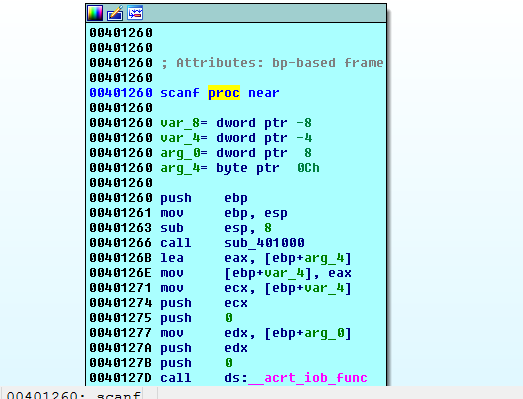 00401260
00401260
00401260 ; Attributes: bp-based frame
00401260
00401260 scanf proc near
00401260
00401260 var_8= dword ptr -8
00401260 var_4= dword ptr -4
00401260 arg_0= dword ptr  8
00401260 arg_4= byte ptr  0Ch
00401260
00401260 push    ebp
00401261 mov     ebp, esp
00401263 sub     esp, 8
00401266 call    sub_401000
0040126B lea     eax, [ebp+arg_4]
0040126E mov     [ebp+var_4], eax
00401271 mov     ecx, [ebp+var_4]
00401274 push    ecx
00401275 push    0
00401277 mov     edx, [ebp+arg_0]
0040127A push    edx
0040127B push    0
0040127D call    ds:__acrt_iob_func
00401260: scanf